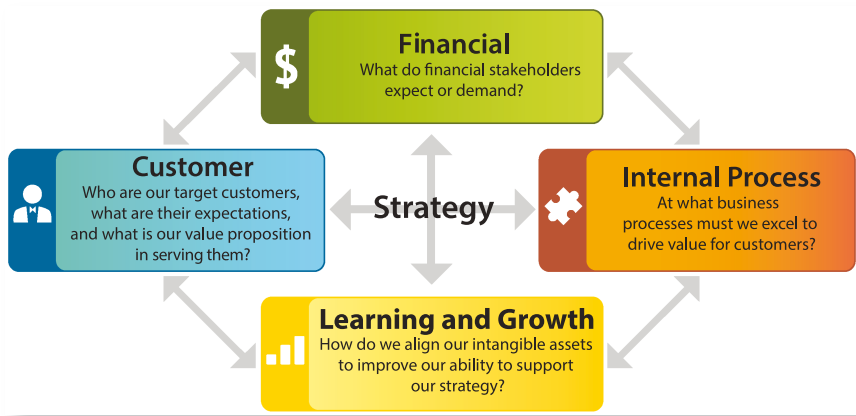 $
Financial
What do financial stakeholders
expect or demand?
Customer
Who are our target customers,
what are their expectations,
and what is our value proposition
in serving them?
Strategy
Internal Process
At what business
processes must we excel to
drive value for customers?
Learning and Growth
How do we align our intangible assets
to improve our ability to support
our strategy?